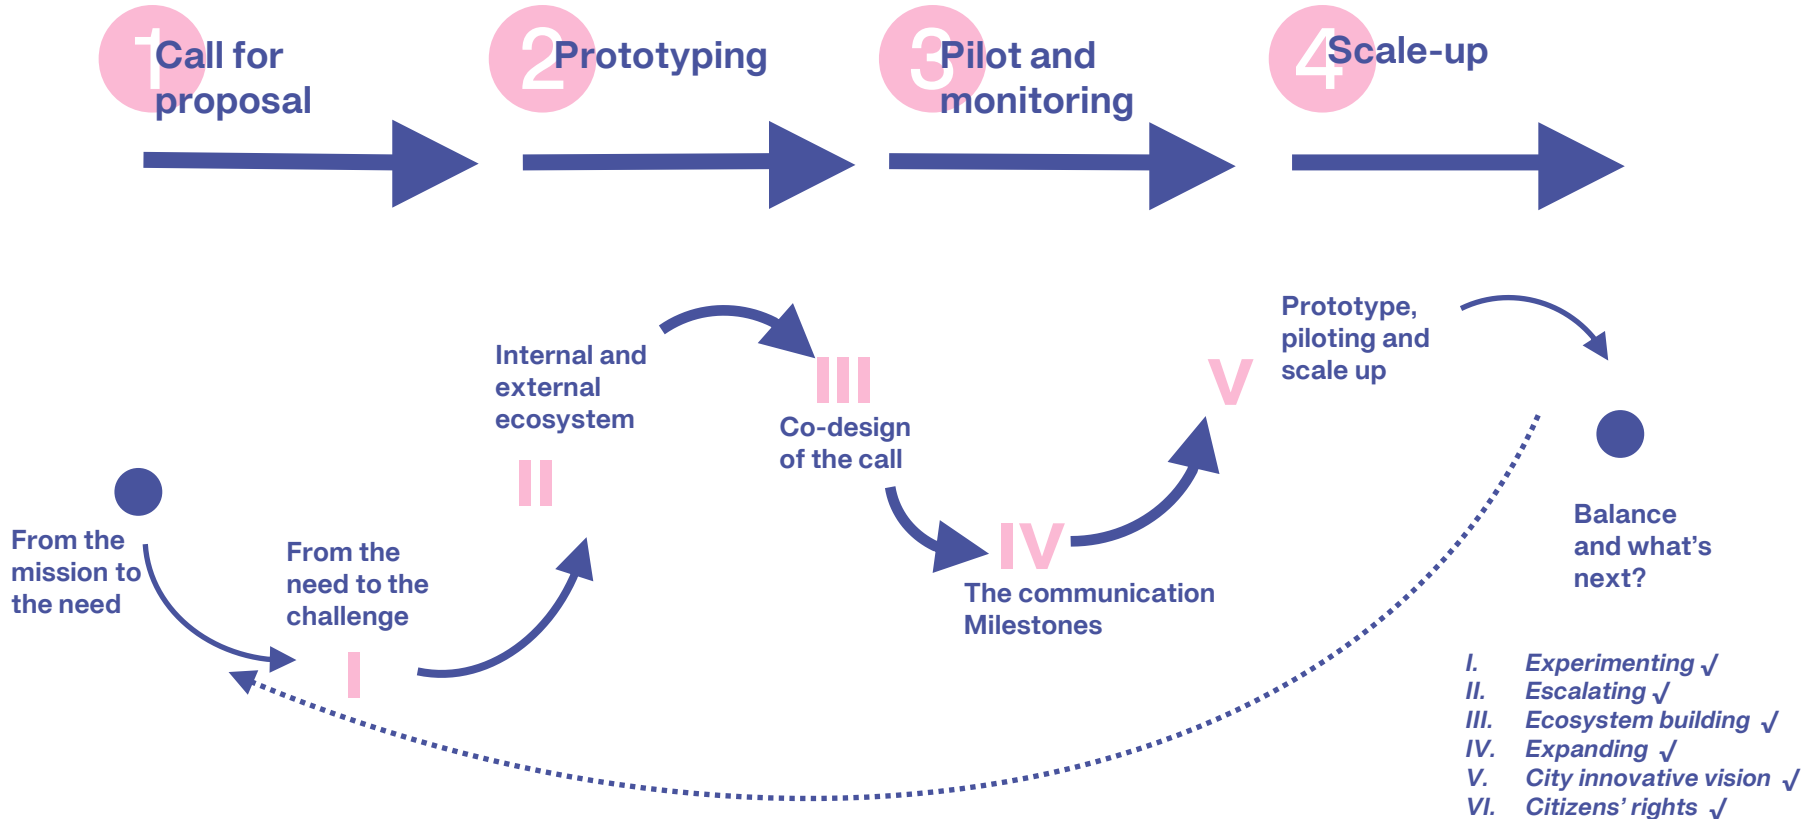 1
Call for
proposal
2
Prototyping
3
Pilot and
monitoring
4
Scale-up
From the
mission to
the need
From the
need to the
challenge
I
Internal and
external
ecosystem
II
III
Co-design
of the call
IV
The communication
Milestones
V
Prototype,
piloting and
scale up
Balance
and what's
next?
I. Experimenting √
II. Escalating √
III. Ecosystem building √
IV. Expanding √
V. City innovative vision √
VI. Citizens' rights √